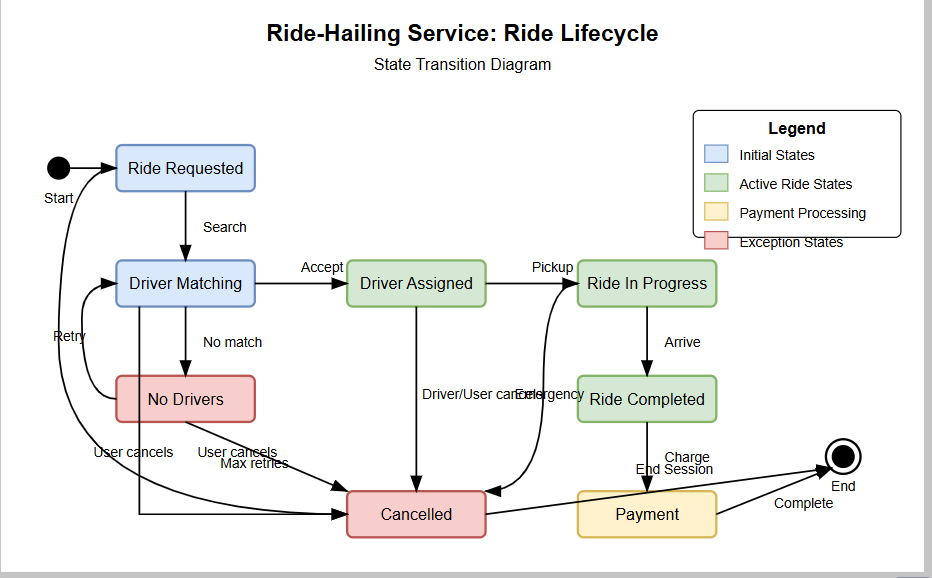 Ride-Hailing Service: Ride Lifecycle
State Transition Diagram
Legend
Initial States
Active Ride States
Payment Processing
Exception States
Start
Ride Requested
Search
Driver Matching
Accept
Driver Assigned
Pickup
Ride In Progress
Retry
No match
Arrive
No Drivers
Driver/User cancels
Emergency
Ride Completed
User cancels
User cancels
Max retries
Charge
End Session
End
Cancelled
Payment
Complete